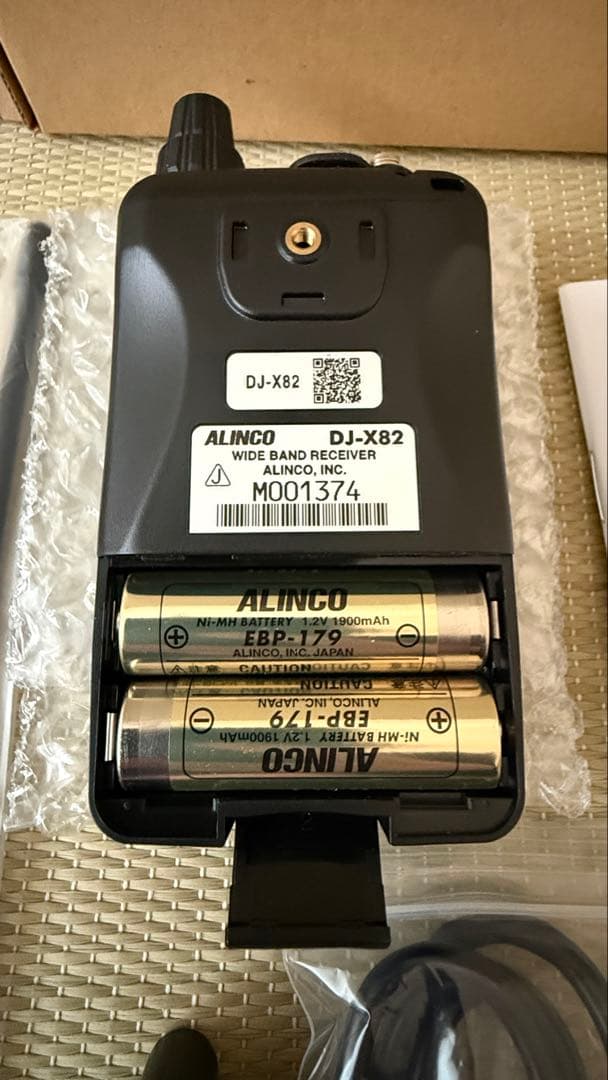 DJ-X82
ALINCO DJ-X82
WIDE BAND RECEIVER
ALINCO, INC.
M001374
ALINCO
Ni-MH BATTERY 1.2V 1900mAh
+ EBP-179 −
ALINCO, INC. JAPAN
CAUTION
CAUTION
ALINCO, INC. JAPAN
+ EBP-179 −
Ni-MH BATTERY 1.2V 1900mAh
ALINCO